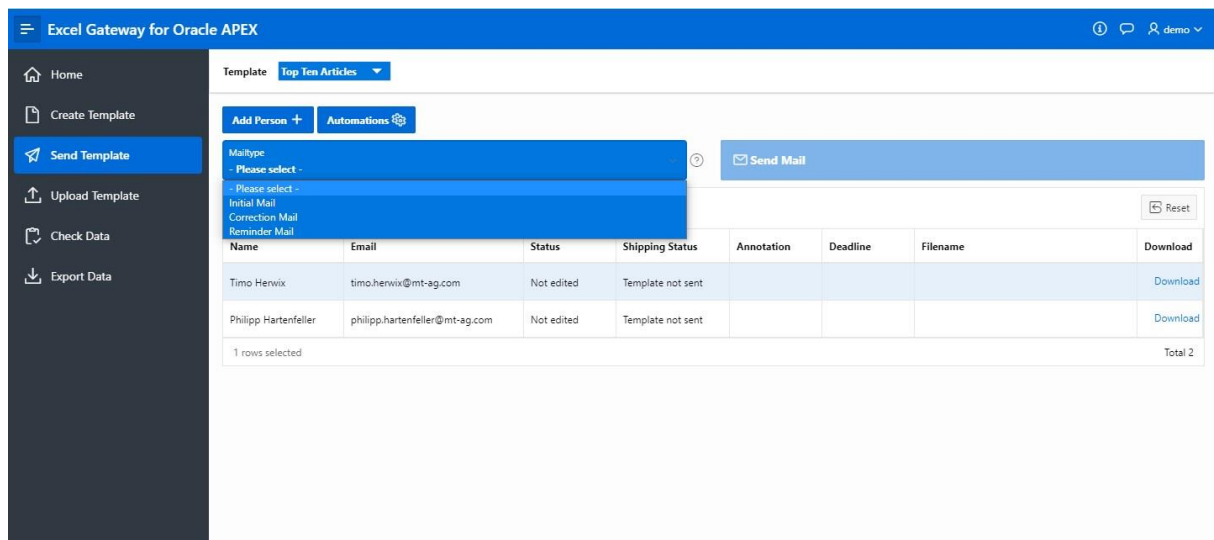 Excel Gateway for Oracle APEX
demo
Home
Create Template
Send Template
Upload Template
Check Data
Export Data
Template Top Ten Articles
Add Person
Automations
Mailtype
- Please select -
Send Mail
- Please select -
Initial Mail
Correction Mail
Reminder Mail
Reset
Name Email Status Shipping Status Annotation Deadline Filename Download
Timo Herwix timo.herwix@mt-ag.com Not edited Template not sent Download
Philipp Hartenfeller philipp.hartenfeller@mt-ag.com Not edited Template not sent Download
1 rows selected Total 2